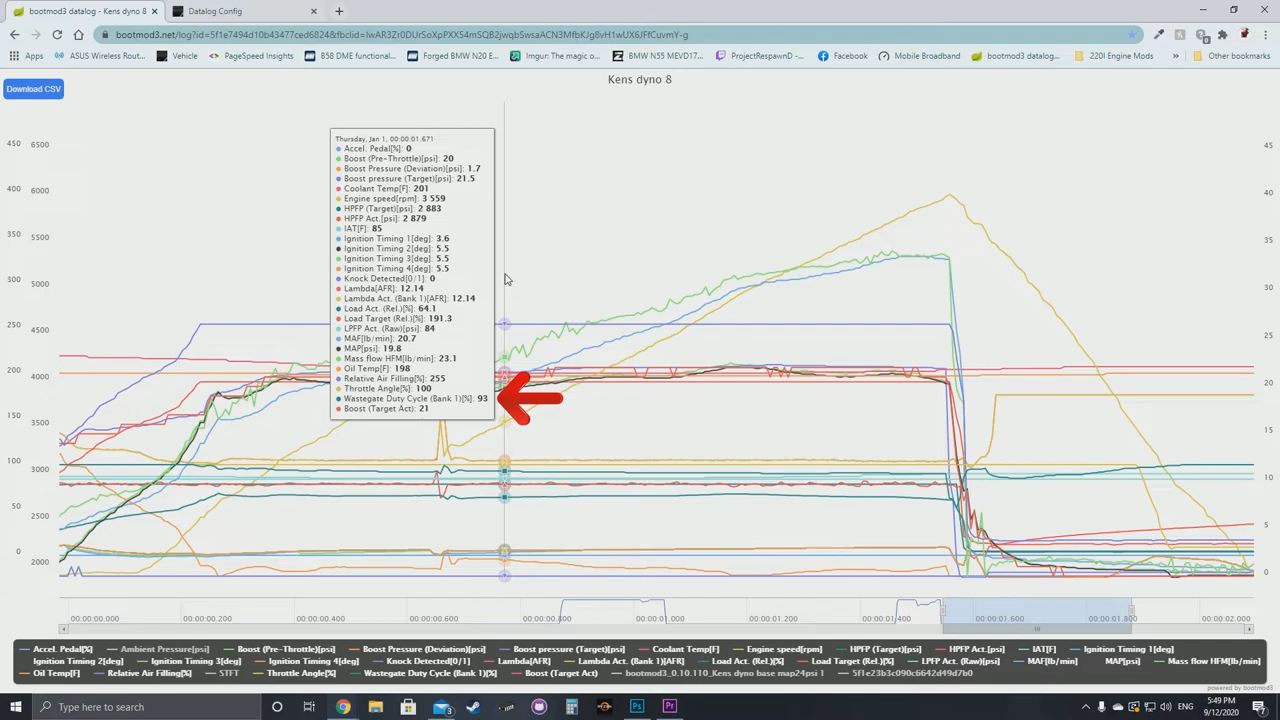 bootmod3 datalog - Kens dyno 8
Datalog Config
bootmod3.net/log?id=5f1e7494d10b43477ced6824&fbclid=IwAR3Zr0DUrSoXpPXX54mSQB2jwqbSwsaACN3MfbKJg8vH1wUX6JFfCuvmY-g
Apps
ASUS Wireless Rout...
Vehicle
PageSpeed Insights
B58 DME functional...
Forged BMW N20 E...
Imgur: The magic o...
BMW N55 MEVD17...
ProjectRespawnD - ...
Facebook
Mobile Broadband
bootmod3 datalog...
220I Engine Mods
Other bookmarks
Download CSV
Kens dyno 8
450 6500 45
400 6000 40
350 5500 35
300 5000 30
250 4500 25
200 4000 20
150 3500 15
100 3000 10
50 2500 5
0 2000 0
Thursday, Jan 1, 00:00:01.671
Accel. Pedal[%]: 0
Boost (Pre-Throttle)[psi]: 20
Boost Pressure (Deviation)[psi]: 1.7
Boost pressure (Target)[psi]: 21.5
Coolant Temp[F]: 201
Engine speed[rpm]: 3 559
HPFP (Target)[psi]: 2 883
HPFP Act.[psi]: 2 879
IAT[F]: 85
Ignition Timing 1[deg]: 3.6
Ignition Timing 2[deg]: 5.5
Ignition Timing 3[deg]: 5.5
Ignition Timing 4[deg]: 5.5
Knock Detected[0/1]: 0
Lambda[AFR]: 12.14
Lambda Act. (Bank 1)[AFR]: 12.14
Load Act. (Rel.)[%]: 64.1
Load Target (Rel.)[%]: 191.3
LPFP Act. (Raw)[psi]: 84
MAF[lb/min]: 20.7
MAP[psi]: 19.8
Mass flow HFM[lb/min]: 23.1
Oil Temp[F]: 198
Relative Air Filling[%]: 255
Throttle Angle[%]: 100
Wastegate Duty Cycle (Bank 1)[%]: 93
Boost (Target Act): 21
00:00:00.000 00:00:00.200 00:00:00.400 00:00:00.600 00:00:01.000 00:00:01.200 00:00:01.400 00:00:01.600 00:00:01.800 00:00:02.000
Accel. Pedal[%] Ambient Pressure[psi] Boost (Pre-Throttle)[psi] Boost Pressure (Deviation)[psi] Boost pressure (Target)[psi] Coolant Temp[F] Engine speed[rpm] HPFP (Target)[psi] HPFP Act.[psi] IAT[F] Ignition Timing 1[deg]
Ignition Timing 2[deg] Ignition Timing 3[deg] Ignition Timing 4[deg] Knock Detected[0/1] Lambda[AFR] Lambda Act. (Bank 1)[AFR] Load Act. (Rel.)[%] Load Target (Rel.)[%] LPFP Act. (Raw)[psi] MAF[lb/min] MAP[psi] Mass flow HFM[lb/min]
Oil Temp[F] Relative Air Filling[%] STFT Throttle Angle[%] Wastegate Duty Cycle (Bank 1)[%] Boost (Target Act) bootmod3_0.10.110_Kens dyno base map24psi 1 5f1e23b3c090c6642d49d7b0
powered by bootmod3
Type here to search
3
Ps
Pr
ENG
5:49 PM
9/12/2020
7